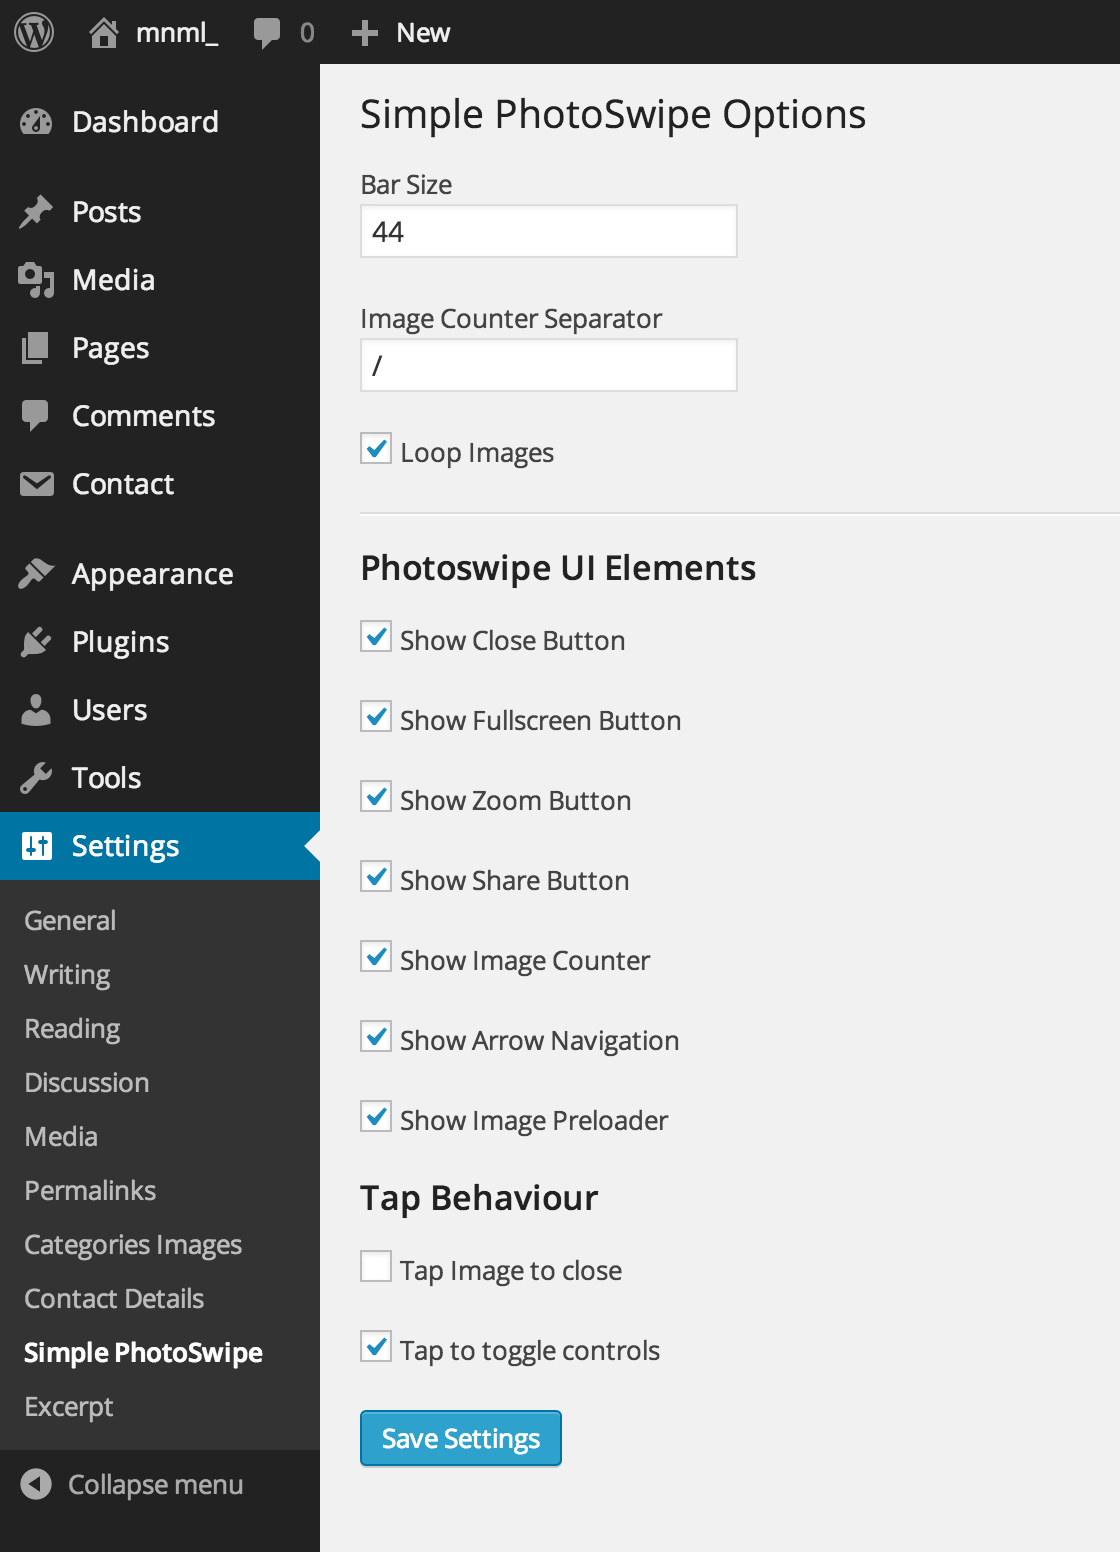 mnml_ 0 New
Dashboard
Posts
Media
Pages
Comments
Contact
Appearance
Plugins
Users
Tools
Settings
General
Writing
Reading
Discussion
Media
Permalinks
Categories Images
Contact Details
Simple PhotoSwipe
Excerpt
Collapse menu
Simple PhotoSwipe Options
Bar Size
44
Image Counter Separator
/
Loop Images
Photoswipe UI Elements
Show Close Button
Show Fullscreen Button
Show Zoom Button
Show Share Button
Show Image Counter
Show Arrow Navigation
Show Image Preloader
Tap Behaviour
Tap Image to close
Tap to toggle controls
Save Settings